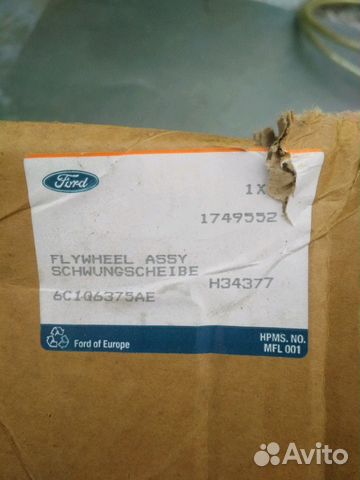 Ford
1X
1749552
FLYWHEEL ASSY
SCHWUNGSCHEIBE
H34377
6C1Q6375AE
Ford of Europe
HPMS. NO.
MFL 001
Avito